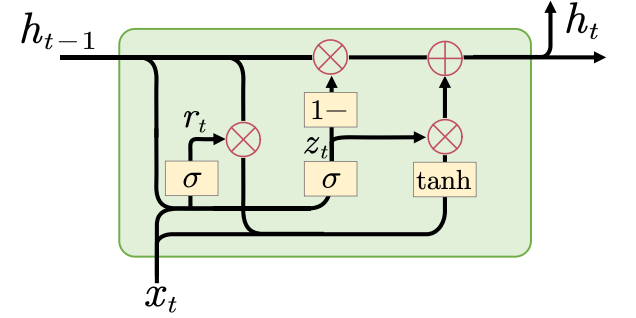 h_{t-1}
h_t
1-
r_t
z_t
σ
σ
tanh
x_t